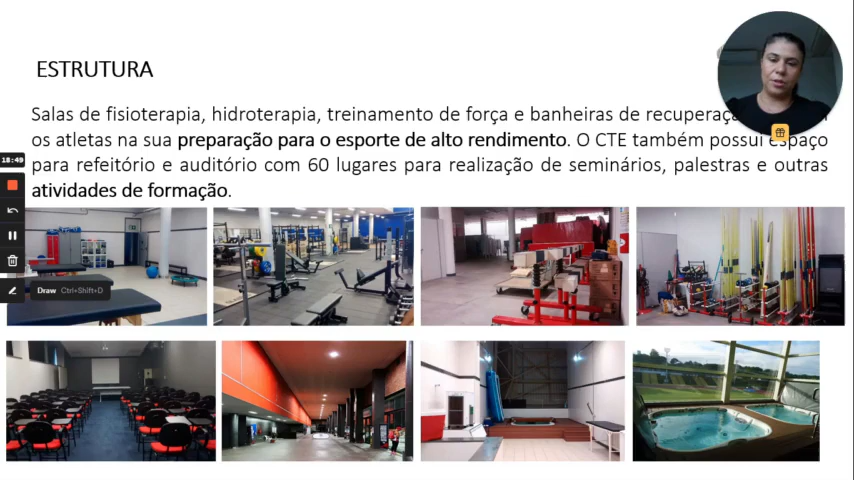 ESTRUTURA
Salas de fisioterapia, hidroterapia, treinamento de força e banheiras de
os atletas na sua preparação para o esporte de alto rendimento. O CTE também possui espaço
para refeitório e auditório com 60 lugares para realização de seminários, palestras e outras
atividades de formação.
18:49
Draw Ctrl+Shift+D